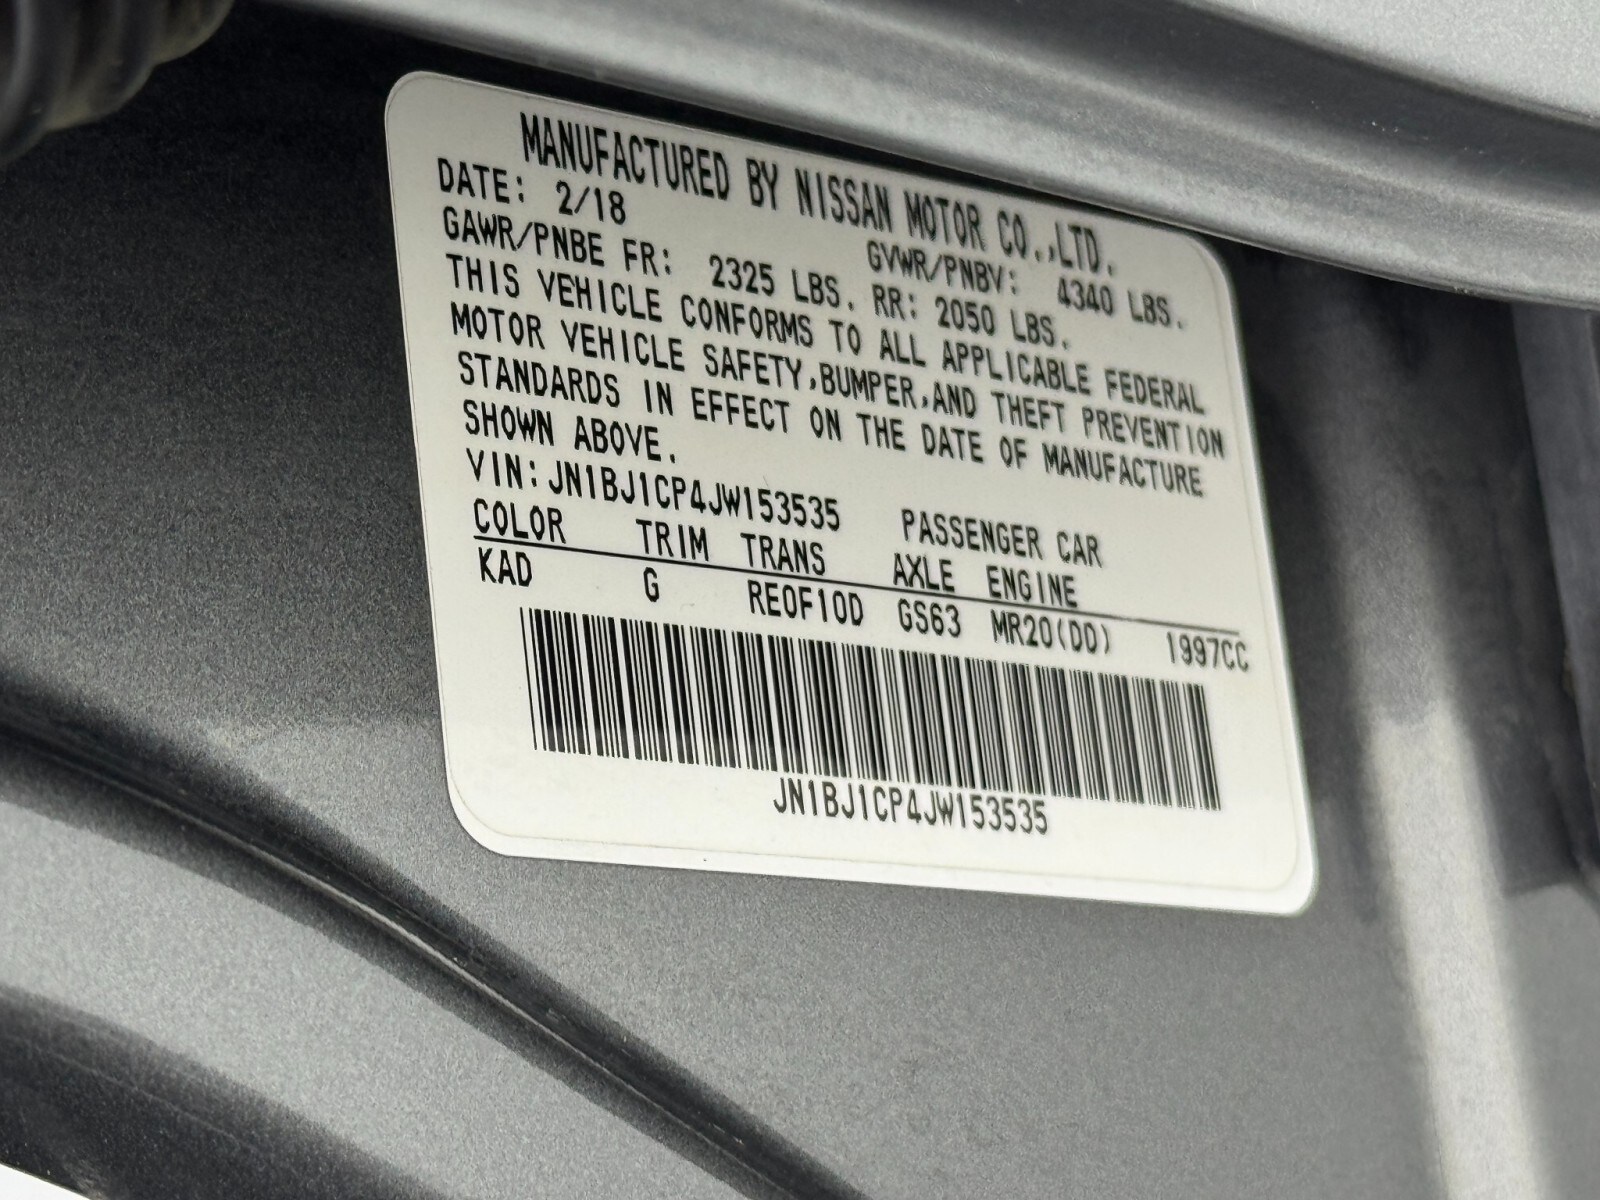 MANUFACTURED BY NISSAN MOTOR CO.,LTD.
DATE: 2/18 GVWR/PNBV: 4340 LBS.
GAWR/PNBE FR: 2325 LBS. RR: 2050 LBS.
THIS VEHICLE CONFORMS TO ALL APPLICABLE FEDERAL
MOTOR VEHICLE SAFETY,BUMPER,AND THEFT PREVENTION
STANDARDS IN EFFECT ON THE DATE OF MANUFACTURE
SHOWN ABOVE.
VIN:JN1BJ1CP4JW153535 PASSENGER CAR
COLOR TRIM TRANS AXLE ENGINE
KAD G RE0F10D GS63 MR20(DD) 1997CC
JN1BJ1CP4JW153535